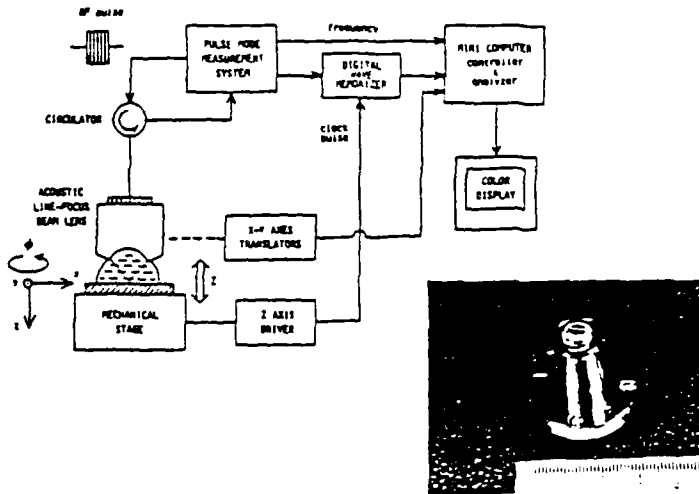 RF pulse
frequency
PULSE MODE
MEASUREMENT
SYSTEM
DIGITAL
WAVE
MEMORIZER
MINI COMPUTER
controller
&
analyzer
CIRCULATOR
clock
pulse
COLOR
DISPLAY
ACOUSTIC
LINE-FOCUS
BEAM LENS
X-Y AXES
TRANSLATORS
φ
Y
X
Z
Z
MECHANICAL
STAGE
Z AXIS
DRIVER